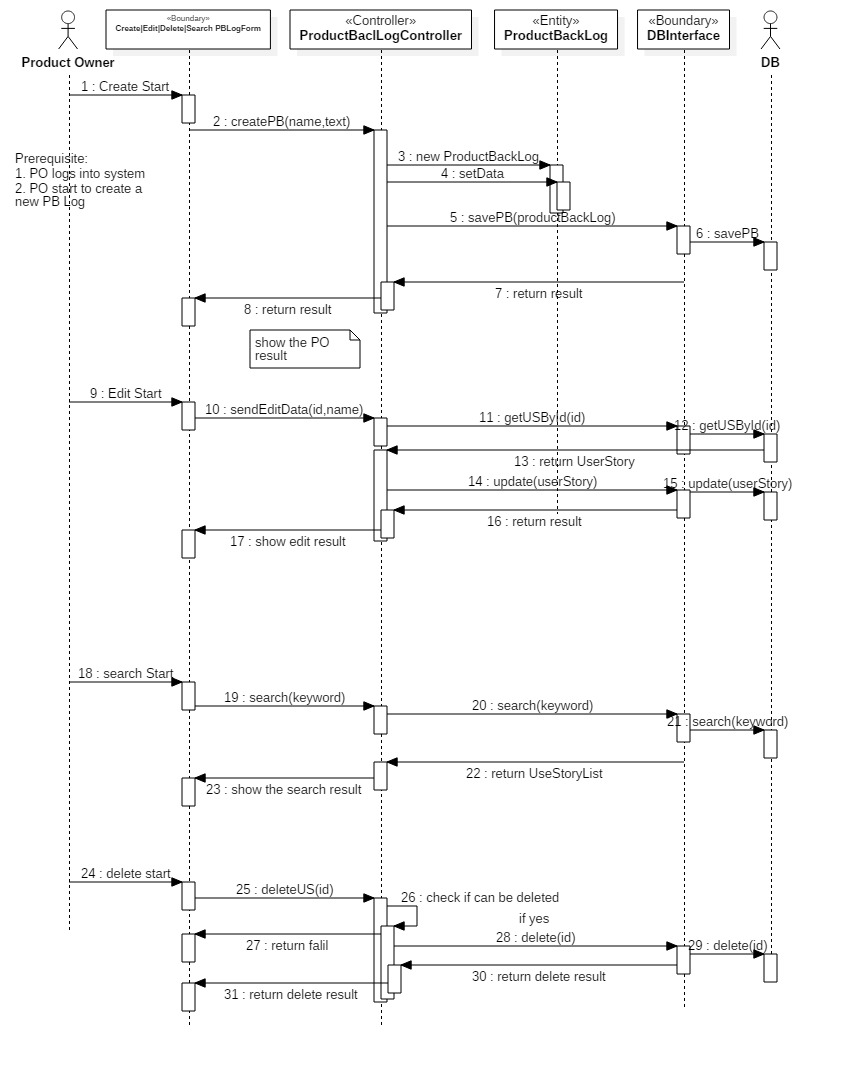 «Boundary»
Create|Edit|Delete|Search PBLogForm
«Controller»
ProductBaclLogController
«Entity»
ProductBackLog
«Boundary»
DBInterface
Product Owner
DB
1 : Create Start
2 : createPB(name,text)
Prerequisite:
1. PO logs into system
2. PO start to create a
new PB Log
3 : new ProductBackLog
4 : setData
5 : savePB(productBackLog)
6 : savePB
7 : return result
8 : return result
show the PO
result
9 : Edit Start
10 : sendEditData(id,name)
11 : getUSById(id)
12 : getUSById(id)
13 : return UserStory
14 : update(userStory)
15 : update(userStory)
16 : return result
17 : show edit result
18 : search Start
19 : search(keyword)
20 : search(keyword)
21 : search(keyword)
22 : return UseStoryList
23 : show the search result
24 : delete start
25 : deleteUS(id)
26 : check if can be deleted
if yes
27 : return falil
28 : delete(id)
29 : delete(id)
30 : return delete result
31 : return delete result